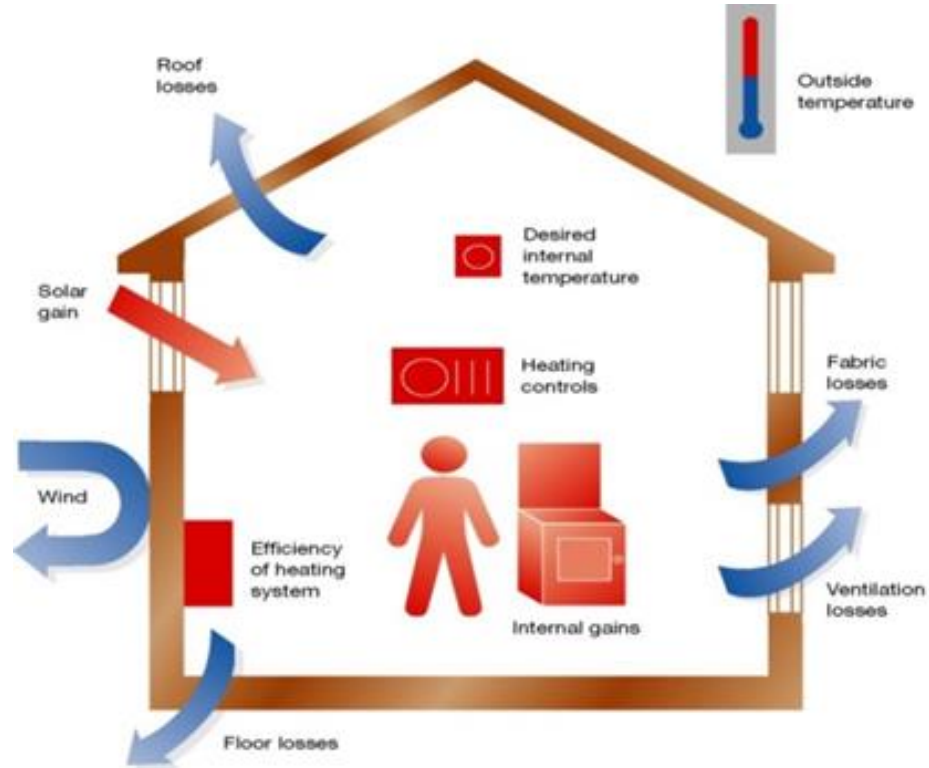 Roof
losses
Outside
temperature
Desired
internal
temperature
Solar
gain
Heating
controls
Fabric
losses
Wind
Efficiency
of heating
system
Ventilation
losses
Internal gains
Floor losses